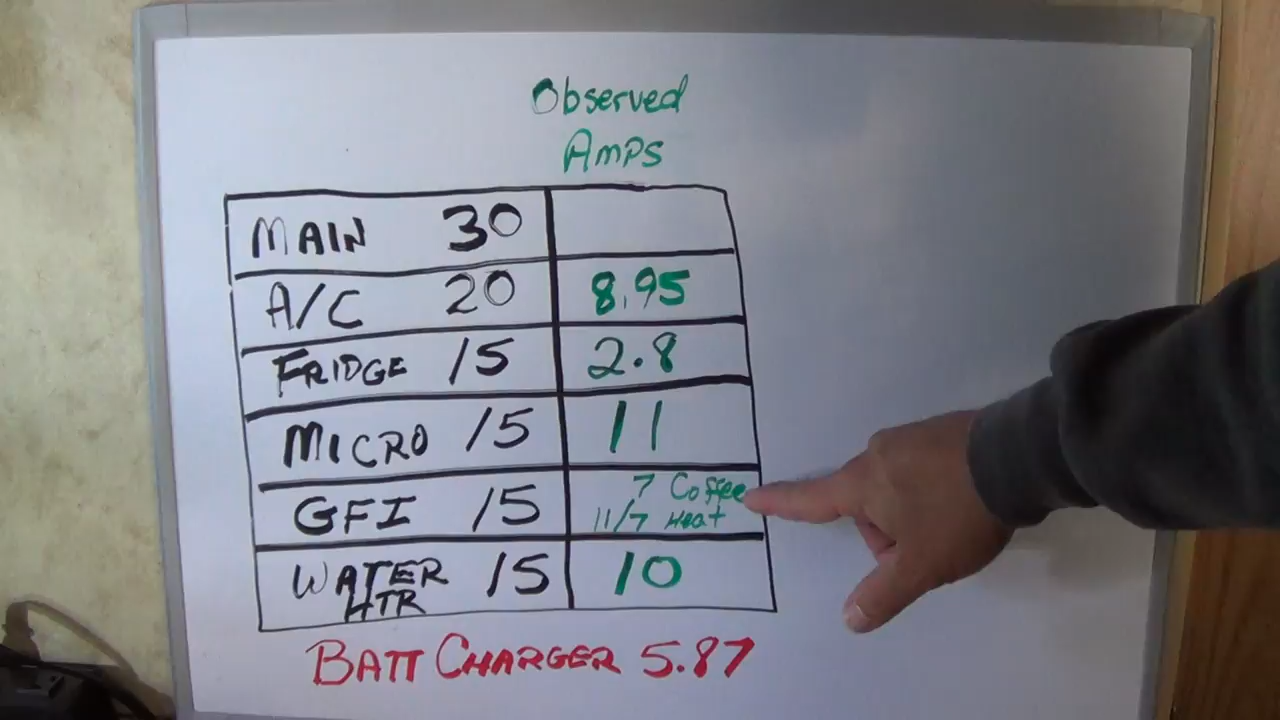 Observed
Amps
MAIN 30
A/C 20 8.95
FRIDGE 15 2.8
MICRO 15 11
GFI 15 7 Coffee
11/7 Heat
WATER 15 10
HTR
BATT CHARGER 5.87